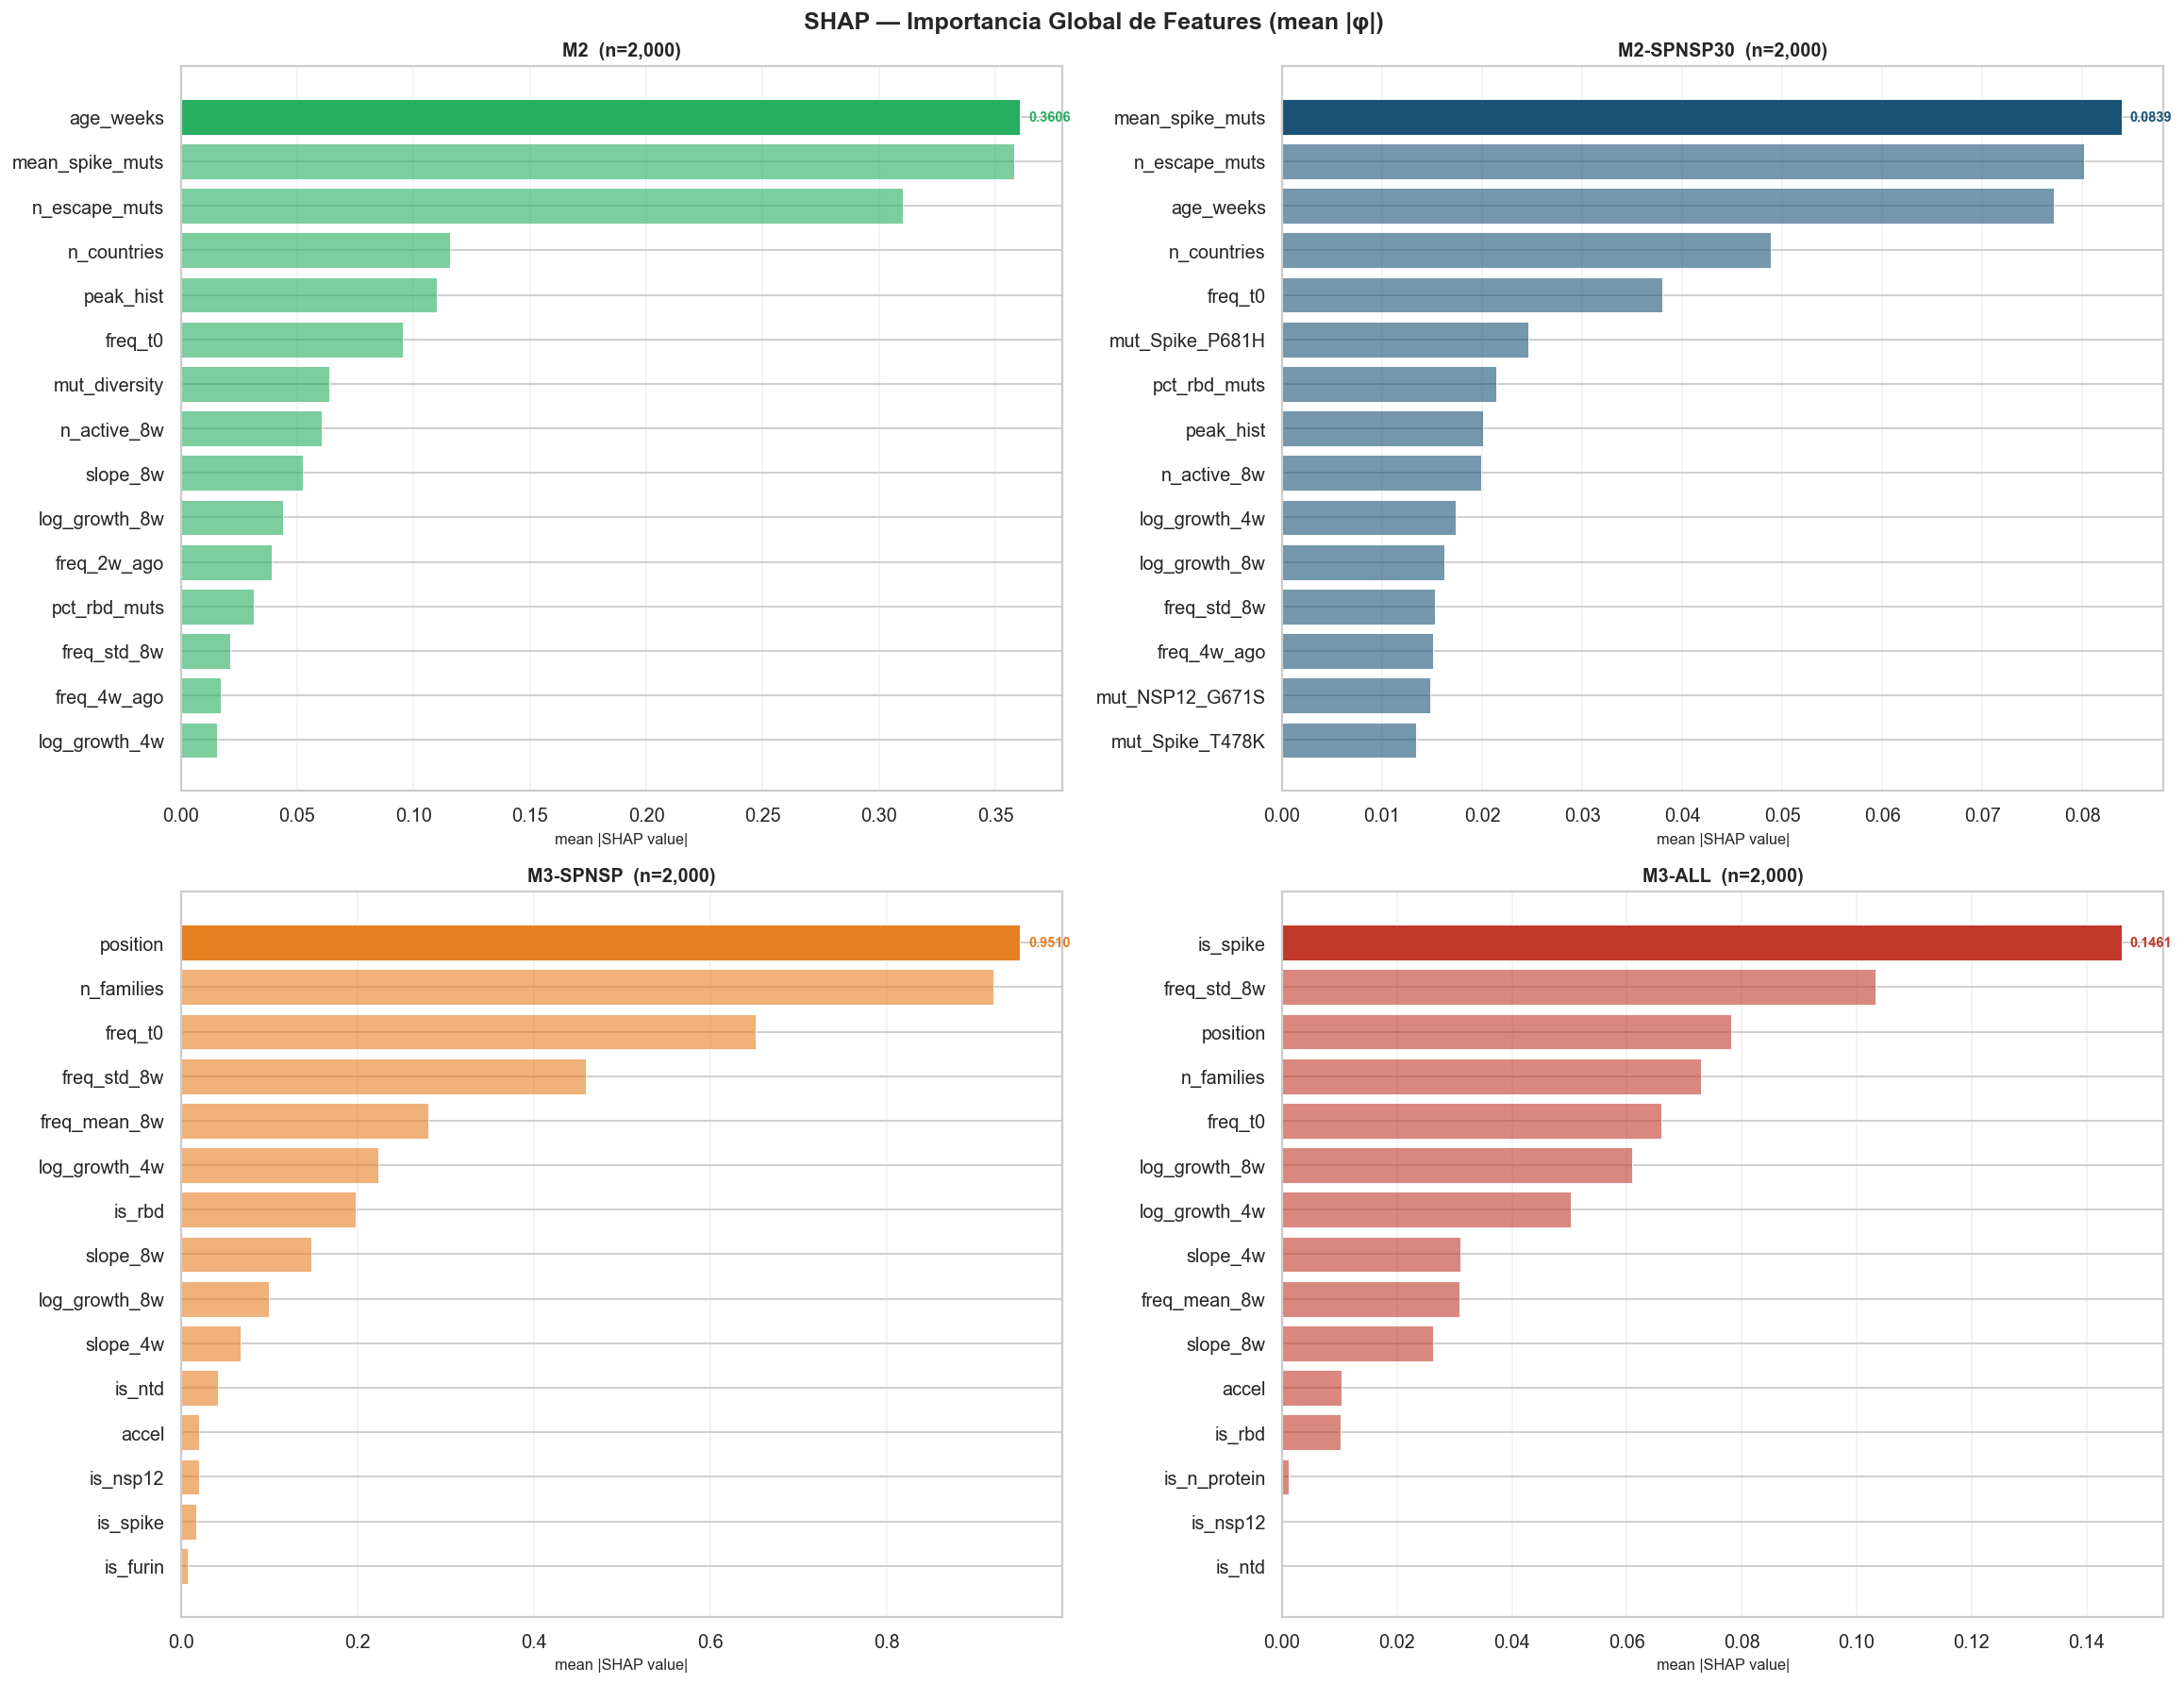 SHAP — Importancia Global de Features (mean |φ|)
M2  (n=2,000)
age_weeks
0.3606
mean_spike_muts
n_escape_muts
n_countries
peak_hist
freq_t0
mut_diversity
n_active_8w
slope_8w
log_growth_8w
freq_2w_ago
pct_rbd_muts
freq_std_8w
freq_4w_ago
log_growth_4w
0.00 0.05 0.10 0.15 0.20 0.25 0.30 0.35
mean |SHAP value|
M2-SPNSP30  (n=2,000)
mean_spike_muts
0.0839
n_escape_muts
age_weeks
n_countries
freq_t0
mut_Spike_P681H
pct_rbd_muts
peak_hist
n_active_8w
log_growth_4w
log_growth_8w
freq_std_8w
freq_4w_ago
mut_NSP12_G671S
mut_Spike_T478K
0.00 0.01 0.02 0.03 0.04 0.05 0.06 0.07 0.08
mean |SHAP value|
M3-SPNSP  (n=2,000)
position
0.9510
n_families
freq_t0
freq_std_8w
freq_mean_8w
log_growth_4w
is_rbd
slope_8w
log_growth_8w
slope_4w
is_ntd
accel
is_nsp12
is_spike
is_furin
0.0 0.2 0.4 0.6 0.8
mean |SHAP value|
M3-ALL  (n=2,000)
is_spike
0.1461
freq_std_8w
position
n_families
freq_t0
log_growth_8w
log_growth_4w
slope_4w
freq_mean_8w
slope_8w
accel
is_rbd
is_n_protein
is_nsp12
is_ntd
0.00 0.02 0.04 0.06 0.08 0.10 0.12 0.14
mean |SHAP value|